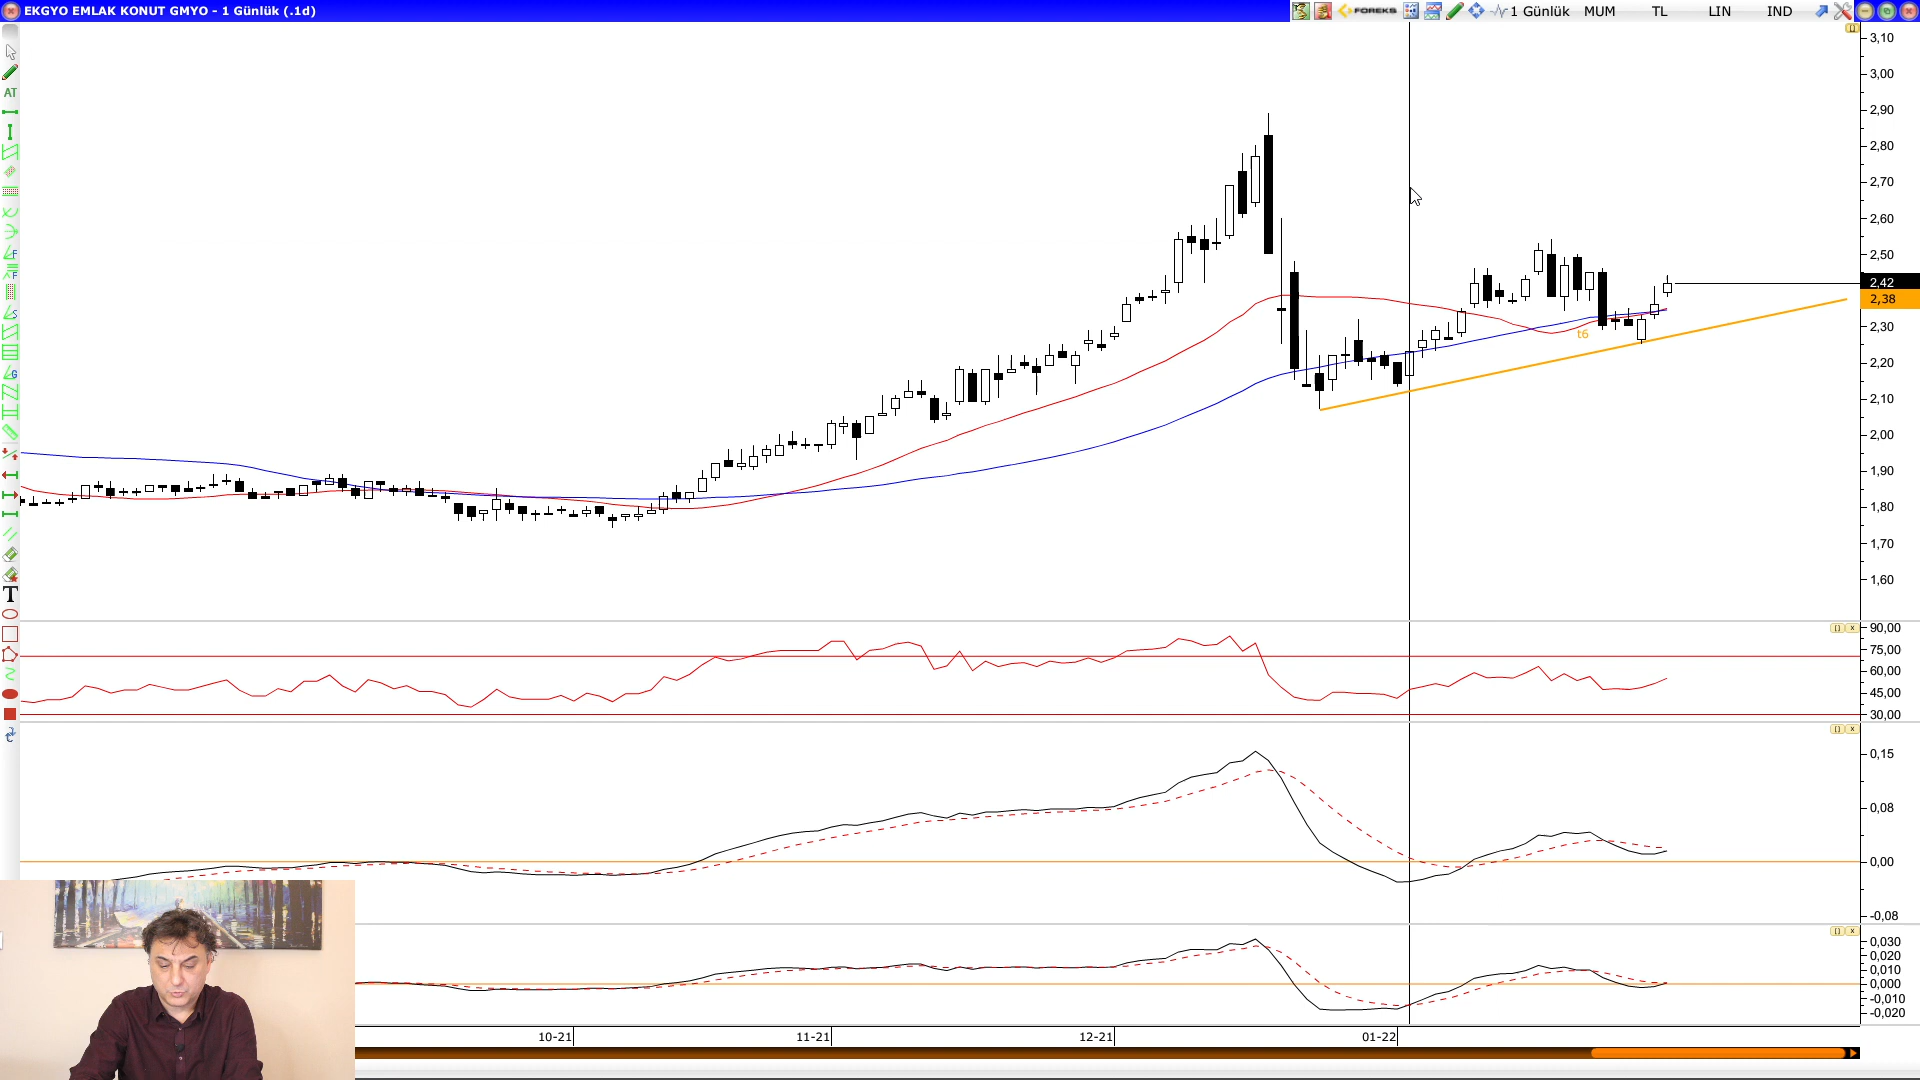 EKGYO EMLAK KONUT GMYO - 1 Günlük (.1d)
FOREKS
1 Günlük MUM TL LIN IND
AT
F
F
S
G
T
3,10
3,00
2,90
2,80
2,70
2,60
2,50
2,42
2,38
2,30
2,20
2,10
2,00
1,90
1,80
1,70
1,60
t6
90,00
75,00
60,00
45,00
30,00
0,15
0,08
0,00
-0,08
0,030
0,020
0,010
0,000
-0,010
-0,020
10-21 11-21 12-21 01-22